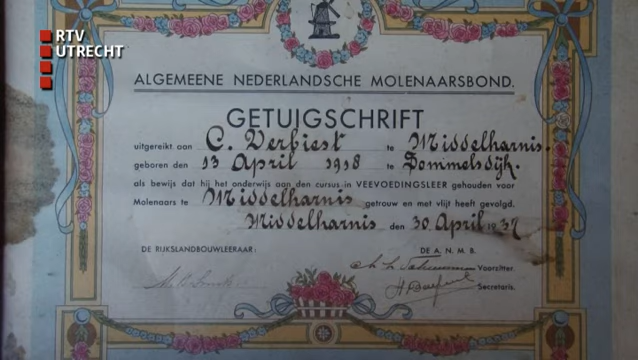 RTV
UTRECHT
ALGEMEENE NEDERLANDSCHE MOLENAARSBOND.
GETUIGSCHRIFT
uitgereikt aan C. Verbiest te Middelharnis.
geboren den 13 April 1918 te Sommelsdijk.
als bewijs dat hij het onderwijs aan den cursus in VEEVOEDINGSLEER gehouden voor
Molenaars te Middelharnis getrouw en met vlijt heeft gevolgd.
Middelharnis den 30 April 1937
DE RIJKSLANDBOUWLEERAAR: DE A. N. M. B.
Voorzitter.
Secretaris.